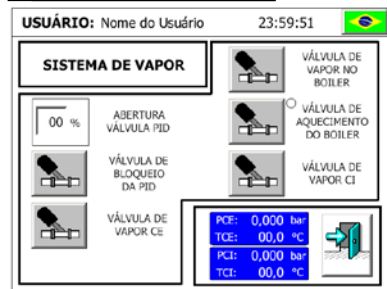 USUÁRIO: Nome do Usuário 23:59:51
SISTEMA DE VAPOR
00 %
ABERTURA
VÁLVULA PID
VÁLVULA DE
BLOQUEIO
DA PID
VÁLVULA DE
VAPOR CE
VÁLVULA DE
VAPOR NO
BOILER
VÁLVULA DE
AQUECIMENTO
DO BOILER
VÁLVULA DE
VAPOR CI
PCE: 0,000 bar
TCE: 00,0 °C
PCI: 0,000 bar
TCI: 00,0 °C